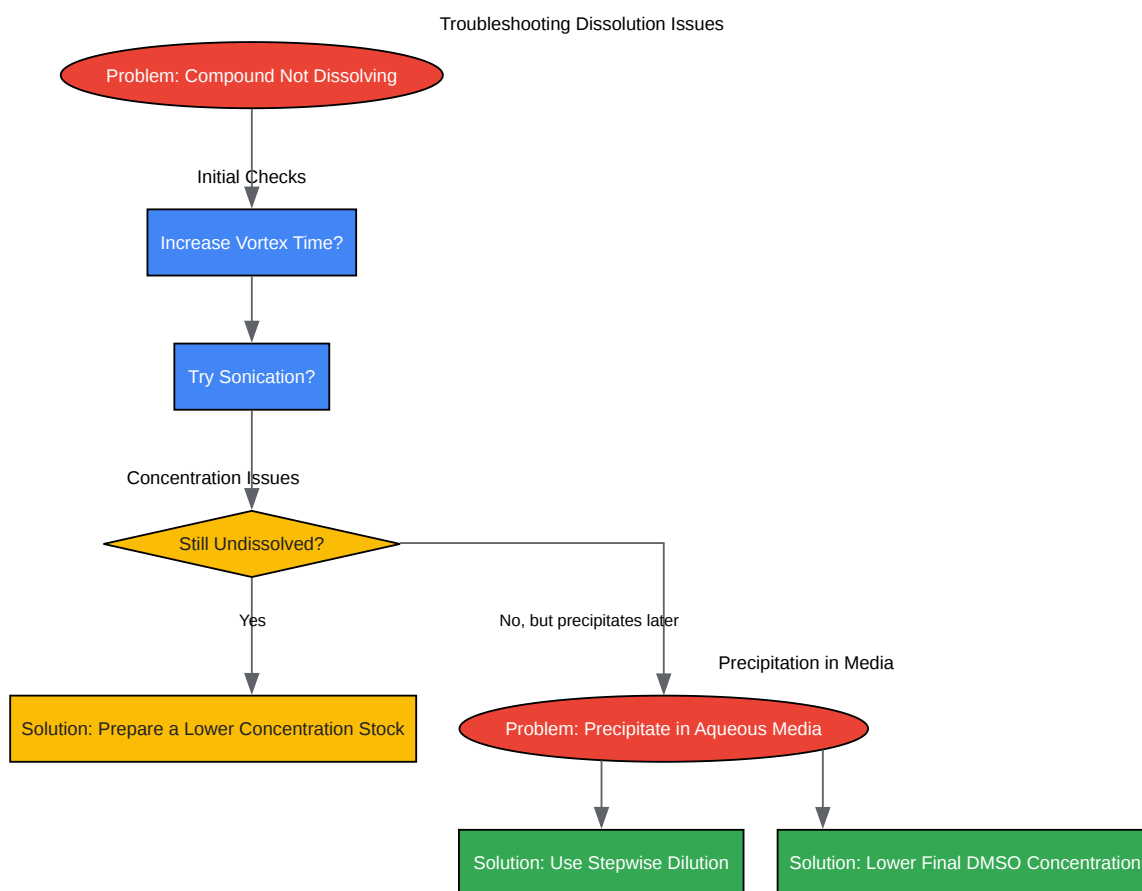 Troubleshooting Dissolution Issues
Problem: Compound Not Dissolving
Initial Checks
Increase Vortex Time?
Try Sonication?
Concentration Issues
Still Undissolved?
Yes
No, but precipitates later
Precipitation in Media
Solution: Prepare a Lower Concentration Stock
Problem: Precipitate in Aqueous Media
Solution: Use Stepwise Dilution
Solution: Lower Final DMSO Concentration